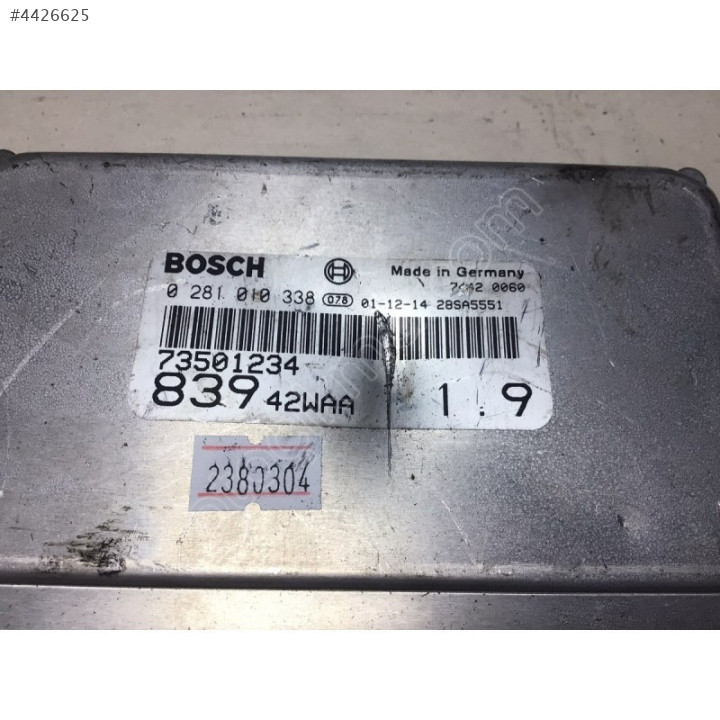 #4426625
BOSCH Made in Germany
0060
0 281 010 338 078 01-12-14 28SA5551
73501234
839 42WAA 1.9
2380304